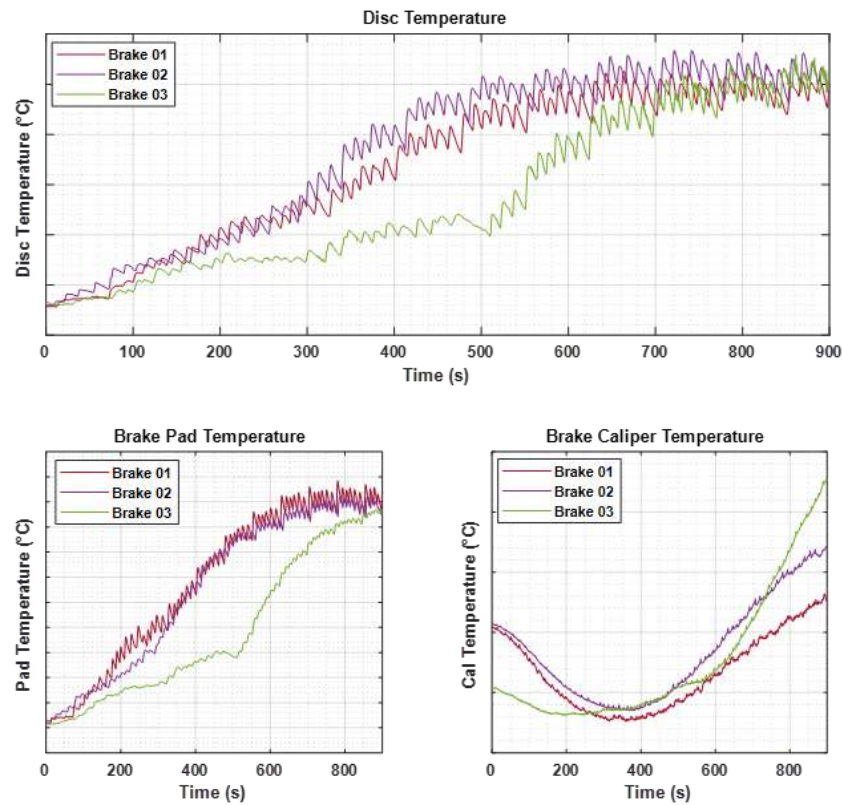 Disc Temperature
Disc Temperature (°C)
Brake 01
Brake 02
Brake 03
0 100 200 300 400 500 600 700 800 900
Time (s)
Brake Pad Temperature
Pad Temperature (°C)
Brake 01
Brake 02
Brake 03
0 200 400 600 800
Time (s)
Brake Caliper Temperature
Cal Temperature (°C)
Brake 01
Brake 02
Brake 03
0 200 400 600 800
Time (s)